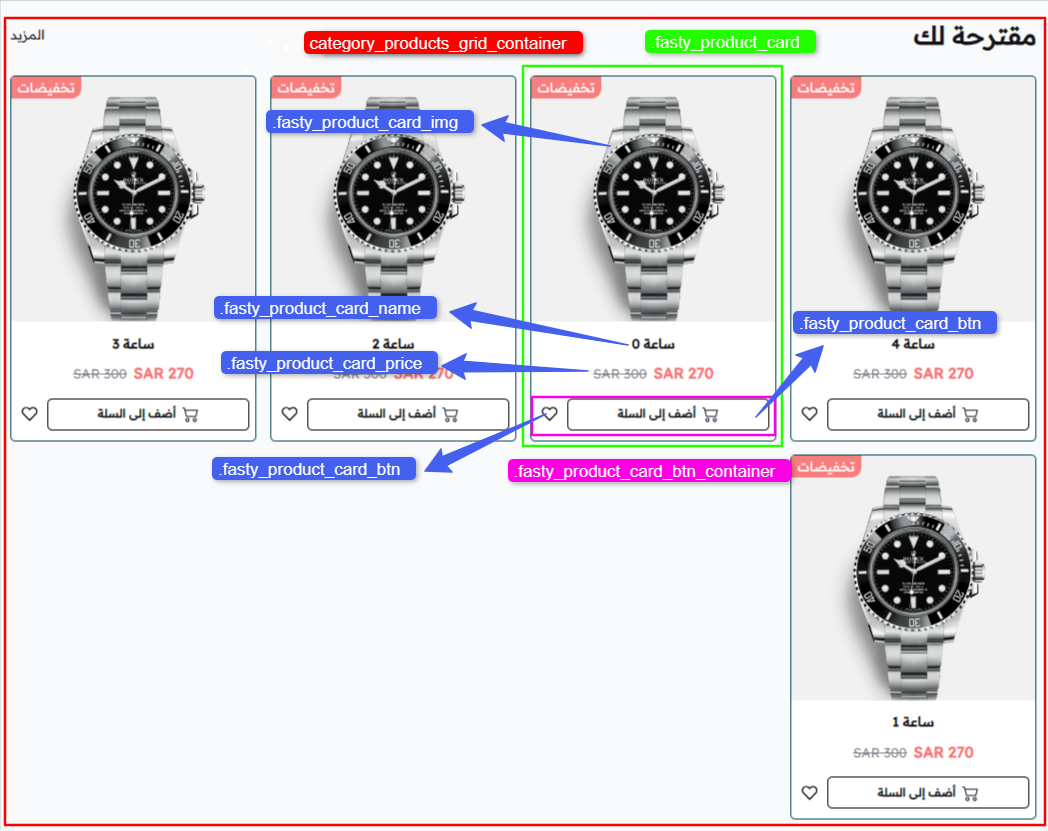 مقترحة لك
.fasty_product_card
category_products_grid_container
المزيد
تخفيضات
تخفيضات
تخفيضات
تخفيضات
.fasty_product_card_img
.fasty_product_card_name
.fasty_product_card_btn
ساعة 4
ساعة 0
ساعة 2
ساعة 3
.fasty_product_card_price
SAR 300 SAR 270
SAR 300 SAR 270
SAR 300 SAR 270
SAR 300 SAR 270
أضف إلى السلة
أضف إلى السلة
أضف إلى السلة
أضف إلى السلة
.fasty_product_card_btn
.fasty_product_card_btn_container
تخفيضات
ساعة 1
SAR 300 SAR 270
أضف إلى السلة